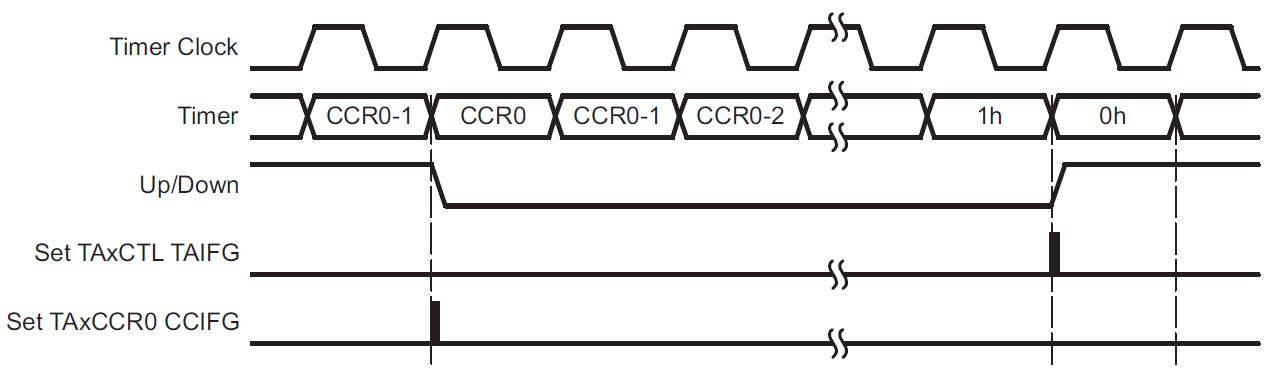 Timer Clock
Timer
CCR0-1
CCR0
CCR0-1
CCR0-2
1h
0h
Up/Down
Set TAxCTL TAIFG
Set TAxCCR0 CCIFG